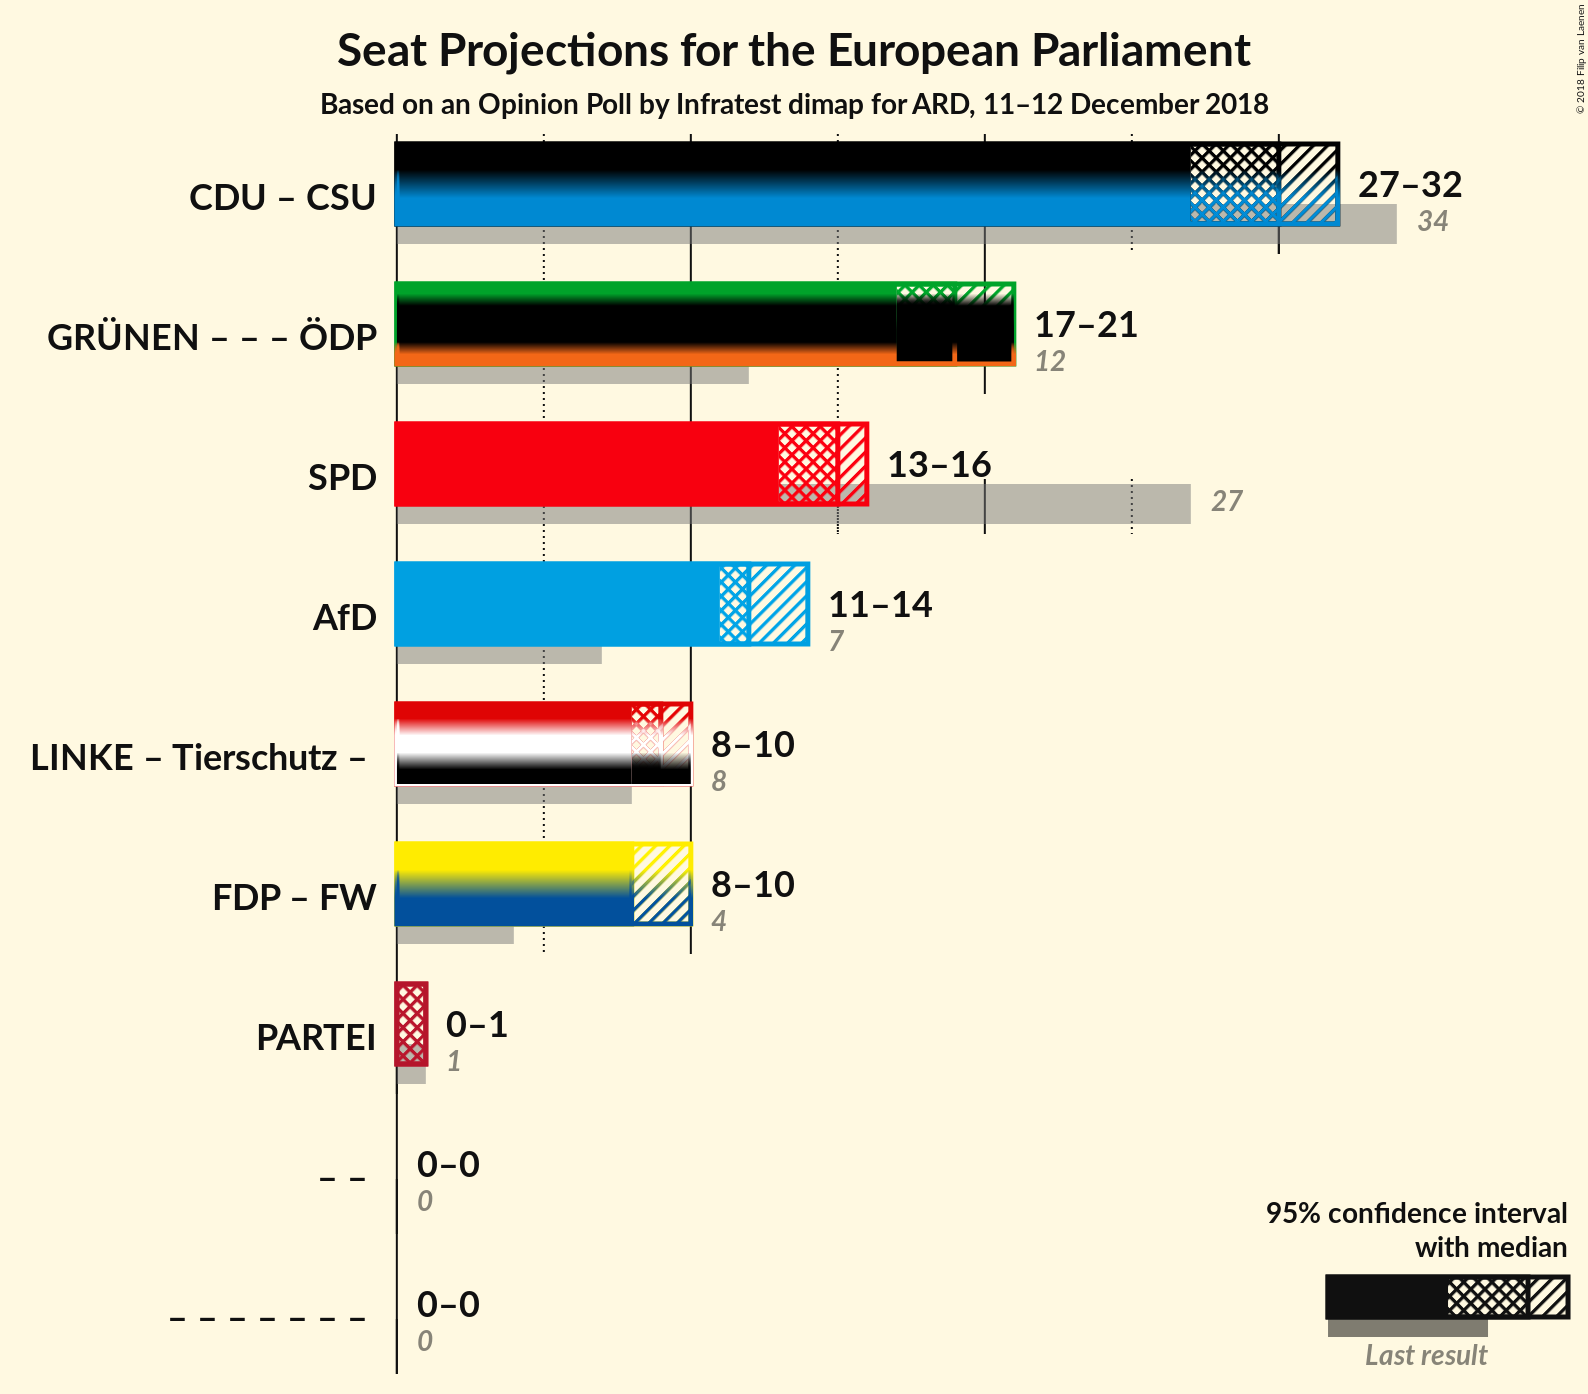 Seat Projections for the European Parliament
Based on an Opinion Poll by Infratest dimap for ARD, 11–12 December 2018
© 2018 Filip van Laenen
CDU – CSU
27–32
34
GRÜNEN – – – ÖDP
17–21
12
SPD
13–16
27
AfD
11–14
7
LINKE – Tierschutz –
8–10
8
FDP – FW
8–10
4
PARTEI
0–1
1
– –
0–0
0
– – – – – – –
0–0
0
95% confidence interval
with median
Last result